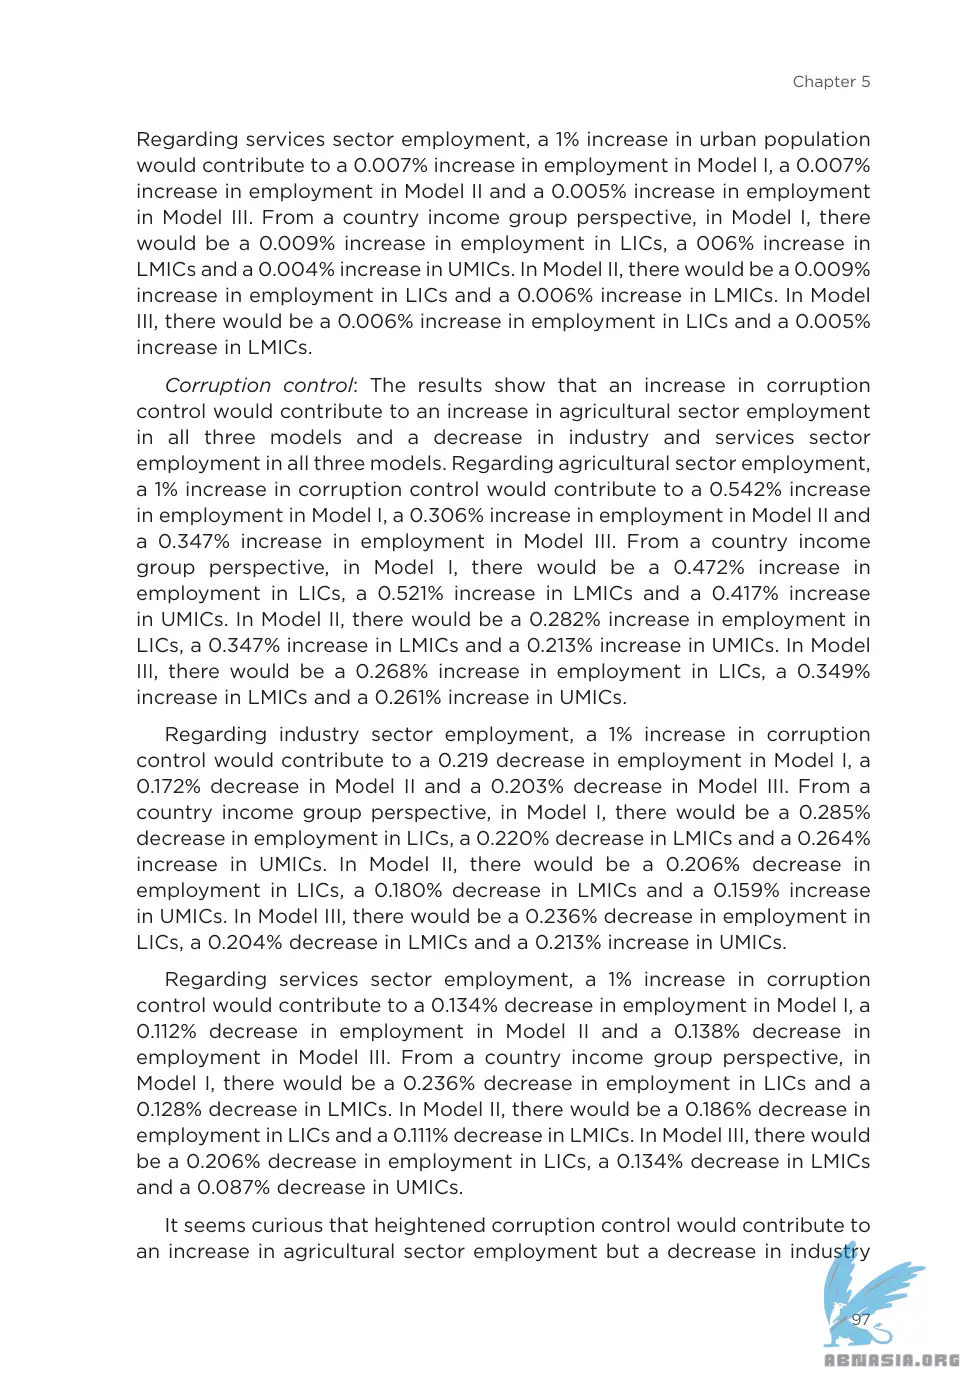 Chapter 5
Regarding services sector employment, a 1% increase in urban population
would contribute to a 0.007% increase in employment in Model I, a 0.007%
increase in employment in Model II and a 0.005% increase in employment
in Model III. From a country income group perspective, in Model I, there
would be a 0.009% increase in employment in LICs, a 006% increase in
LMICs and a 0.004% increase in UMICs. In Model II, there would be a 0.009%
increase in employment in LICs and a 0.006% increase in LMICs. In Model
III, there would be a 0.006% increase in employment in LICs and a 0.005%
increase in LMICs.
Corruption control: The results show that an increase in corruption
control would contribute to an increase in agricultural sector employment
in all three models and a decrease in industry and services sector
employment in all three models. Regarding agricultural sector employment,
a 1% increase in corruption control would contribute to a 0.542% increase
in employment in Model I, a 0.306% increase in employment in Model II and
a 0.347% increase in employment in Model III. From a country income
group perspective, in Model I, there would be a 0.472% increase in
employment in LICs, a 0.521% increase in LMICs and a 0.417% increase
in UMICs. In Model II, there would be a 0.282% increase in employment in
LICs, a 0.347% increase in LMICs and a 0.213% increase in UMICs. In Model
III, there would be a 0.268% increase in employment in LICs, a 0.349%
increase in LMICs and a 0.261% increase in UMICs.
Regarding industry sector employment, a 1% increase in corruption
control would contribute to a 0.219 decrease in employment in Model I, a
0.172% decrease in Model II and a 0.203% decrease in Model III. From a
country income group perspective, in Model I, there would be a 0.285%
decrease in employment in LICs, a 0.220% decrease in LMICs and a 0.264%
increase in UMICs. In Model II, there would be a 0.206% decrease in
employment in LICs, a 0.180% decrease in LMICs and a 0.159% increase
in UMICs. In Model III, there would be a 0.236% decrease in employment in
LICs, a 0.204% decrease in LMICs and a 0.213% increase in UMICs.
Regarding services sector employment, a 1% increase in corruption
control would contribute to a 0.134% decrease in employment in Model I, a
0.112% decrease in employment in Model II and a 0.138% decrease in
employment in Model III. From a country income group perspective, in
Model I, there would be a 0.236% decrease in employment in LICs and a
0.128% decrease in LMICs. In Model II, there would be a 0.186% decrease in
employment in LICs and a 0.111% decrease in LMICs. In Model III, there would
be a 0.206% decrease in employment in LICs, a 0.134% decrease in LMICs
and a 0.087% decrease in UMICs.
It seems curious that heightened corruption control would contribute to
an increase in agricultural sector employment but a decrease in industry
97
ABNASIA.ORG